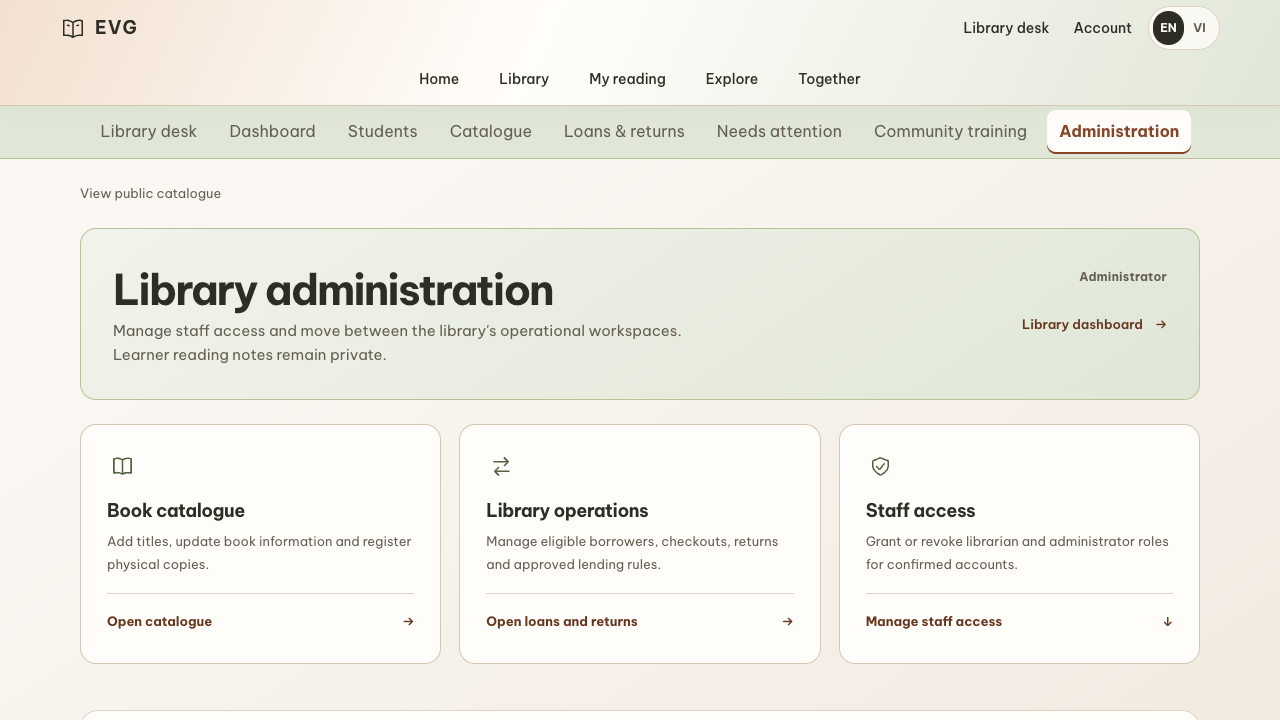 EVG
Library desk
Account
EN
VI
Home
Library
My reading
Explore
Together
Library desk
Dashboard
Students
Catalogue
Loans & returns
Needs attention
Community training
Administration
View public catalogue
Library administration
Manage staff access and move between the library's operational workspaces.
Learner reading notes remain private.
Administrator
Library dashboard →
Book catalogue
Add titles, update book information and register
physical copies.
Open catalogue →
Library operations
Manage eligible borrowers, checkouts, returns
and approved lending rules.
Open loans and returns →
Staff access
Grant or revoke librarian and administrator roles
for confirmed accounts.
Manage staff access ↓